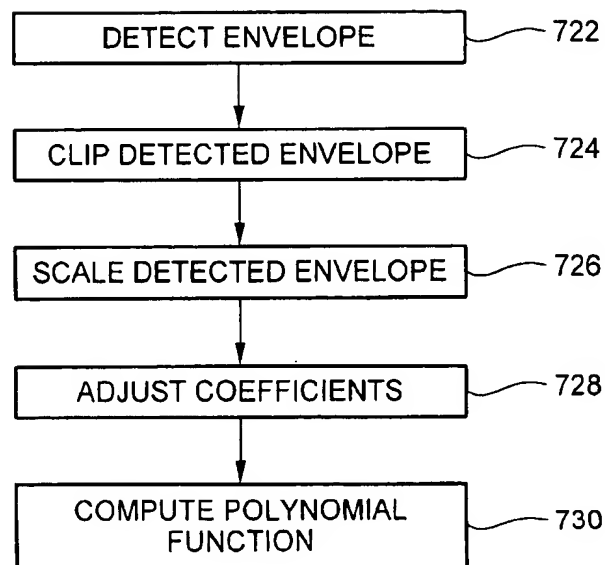 DETECT ENVELOPE 722
CLIP DETECTED ENVELOPE 724
SCALE DETECTED ENVELOPE 726
ADJUST COEFFICIENTS 728
COMPUTE POLYNOMIAL
FUNCTION 730